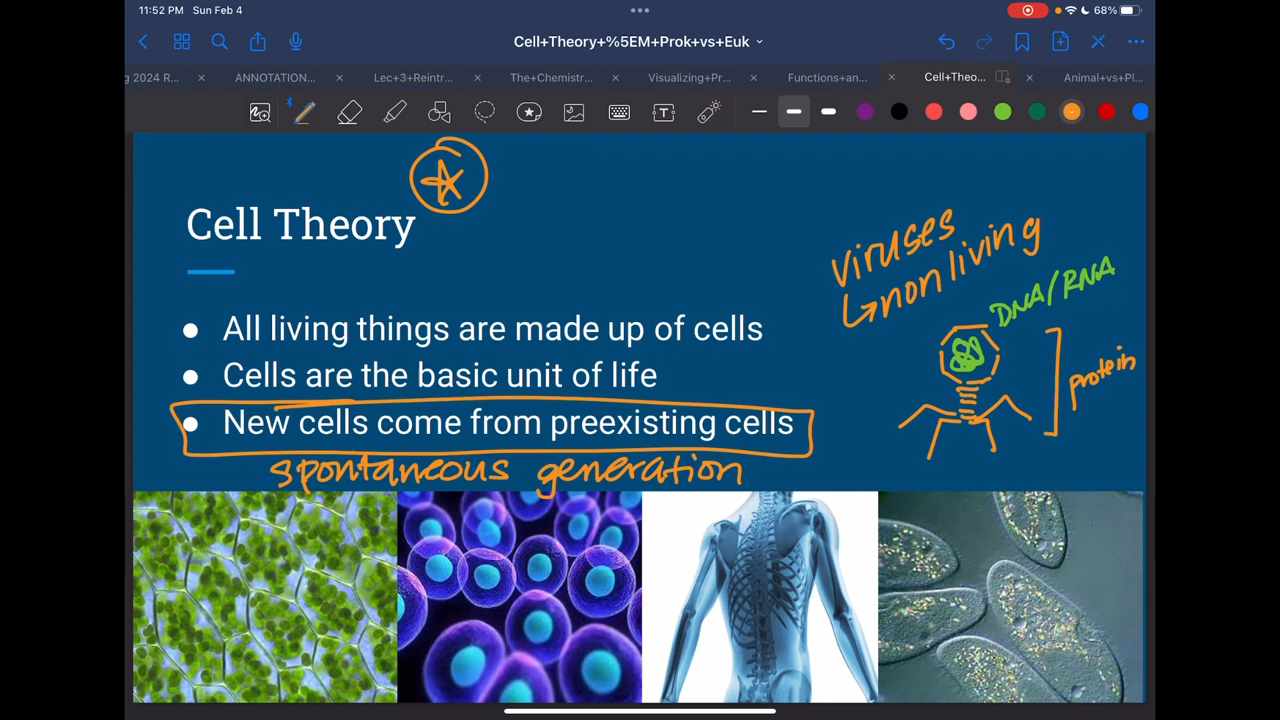 11:52 PM Sun Feb 4
68%
Cell+Theory+%5EM+Prok+vs+Euk
g 2024 R...
ANNOTATION...
Lec+3+Reintr...
The+Chemistr...
Visualizing+Pr...
Functions+an...
Cell+Theo...
Animal+vs+Pl...
T
Cell Theory
viruses
↳nonliving
DNA/RNA
protein
• All living things are made up of cells
• Cells are the basic unit of life
• New cells come from preexisting cells
spontaneous generation